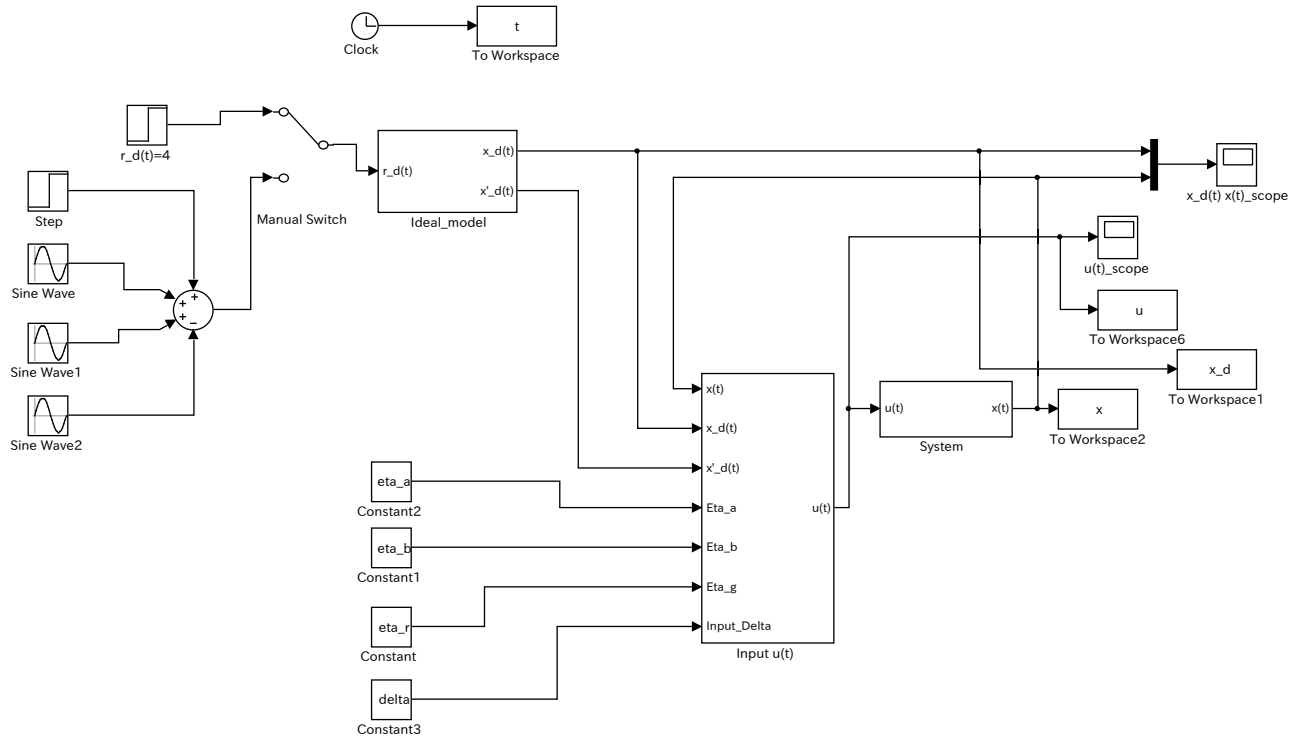 t
Clock
To Workspace
r_d(t)=4
x_d(t)
r_d(t)
x'_d(t)
Ideal_model
x_d(t) x(t)_scope
Step
Manual Switch
u(t)_scope
Sine Wave
+
+
+
−
u
To Workspace6
Sine Wave1
x_d
To Workspace1
x(t)
u(t)
x(t)
x
System
To Workspace2
Sine Wave2
x_d(t)
x'_d(t)
eta_a
Constant2
Eta_a
u(t)
eta_b
Constant1
Eta_b
Eta_g
eta_r
Constant
Input_Delta
Input u(t)
delta
Constant3